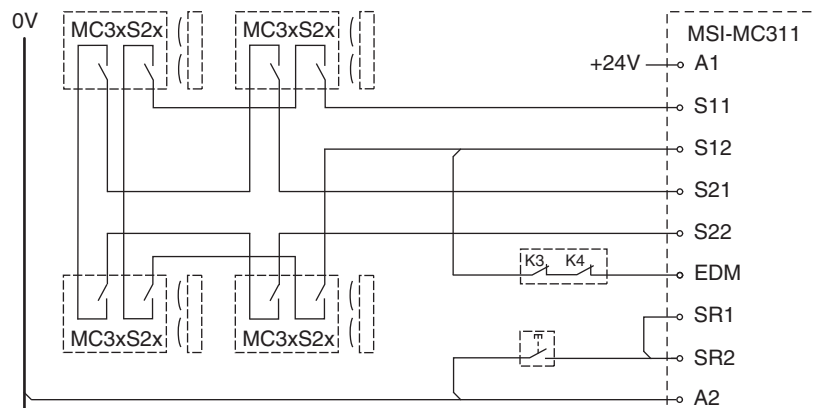 0V
MC3xS2x
MC3xS2x
MSI-MC311
+24V
A1
S11
S12
S21
S22
K3
K4
EDM
SR1
SR2
A2
MC3xS2x
MC3xS2x